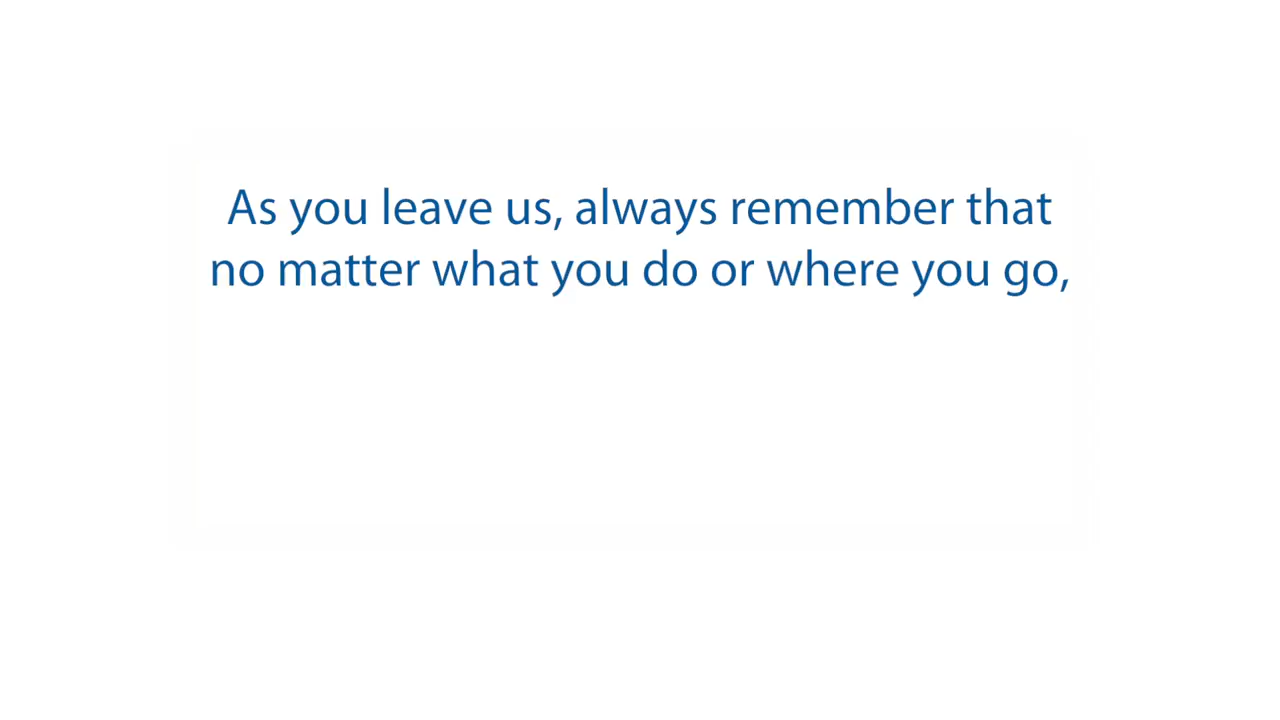 As you leave us, always remember that
no matter what you do or where you go,